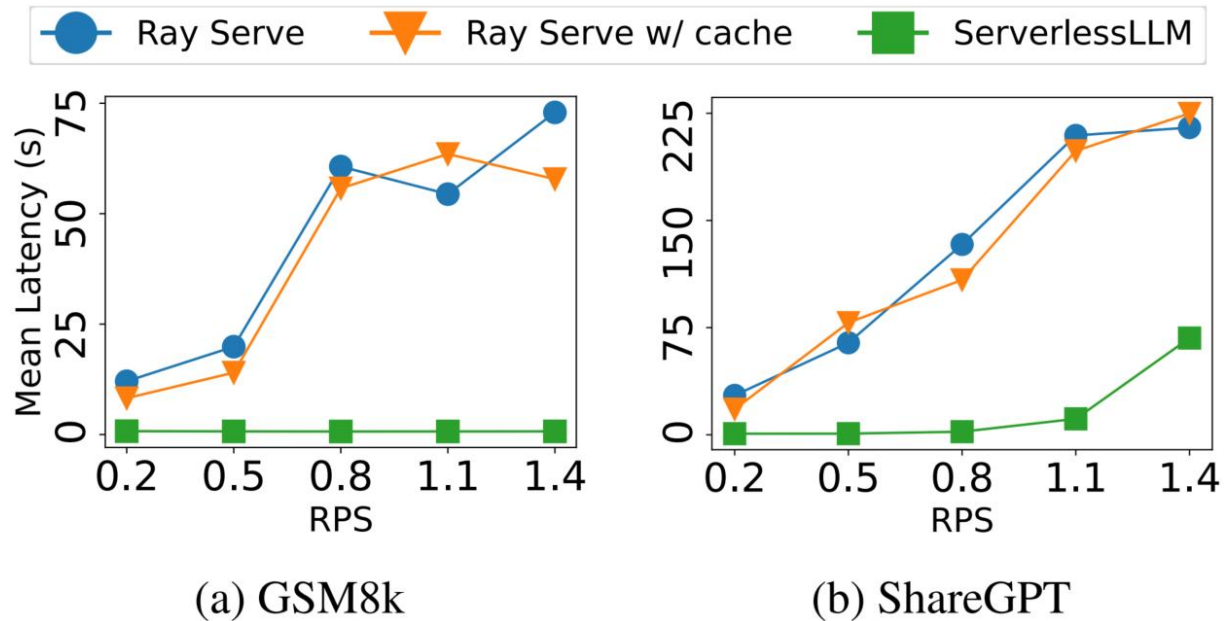 Ray Serve Ray Serve w/ cache ServerlessLLM
Mean Latency (s)
75
50
25
0
0.2 0.5 0.8 1.1 1.4
RPS
(a) GSM8k
225
150
75
0
0.2 0.5 0.8 1.1 1.4
RPS
(b) ShareGPT